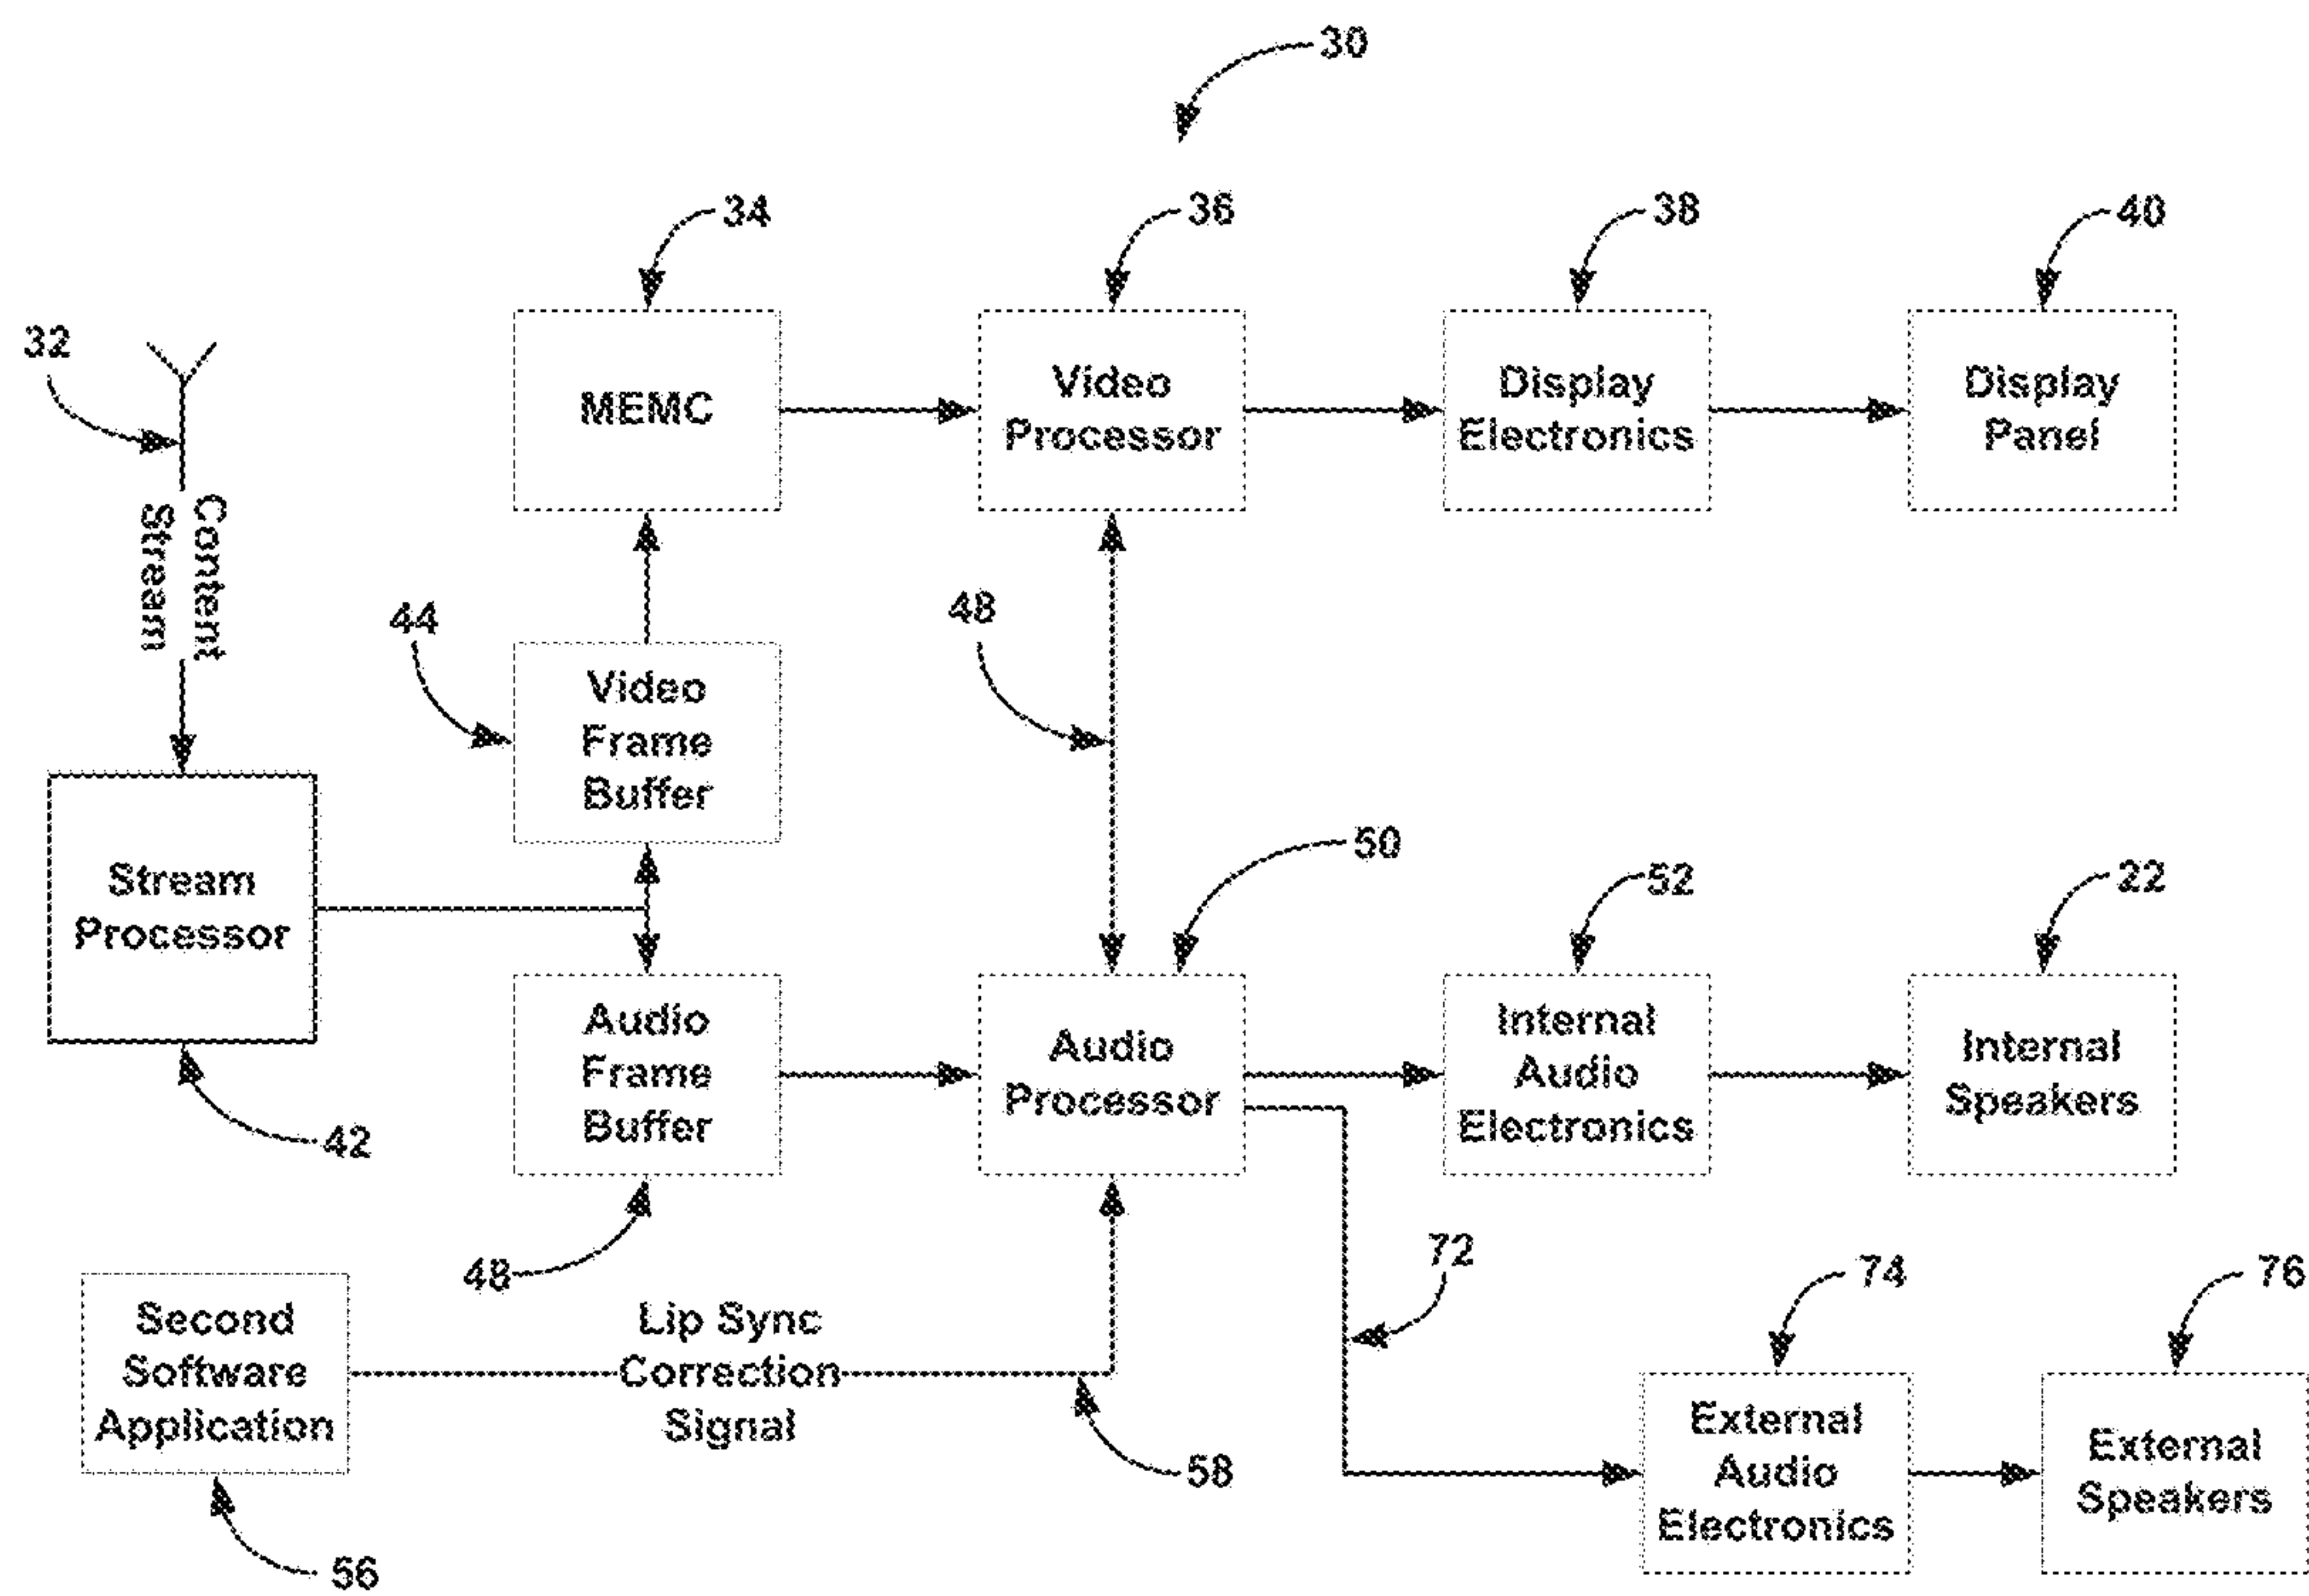 30
34
36
38
40
32
MEMC
Video
Processor
Display
Electronics
Display
Panel
Content
Stream
44
48
Video
Frame
Buffer
50
52
22
Stream
Processor
Audio
Frame
Buffer
Audio
Processor
Internal
Audio
Electronics
Internal
Speakers
42
48
72
74
76
Second
Software
Application
Lip Sync
Correction
Signal
58
External
Audio
Electronics
External
Speakers
56